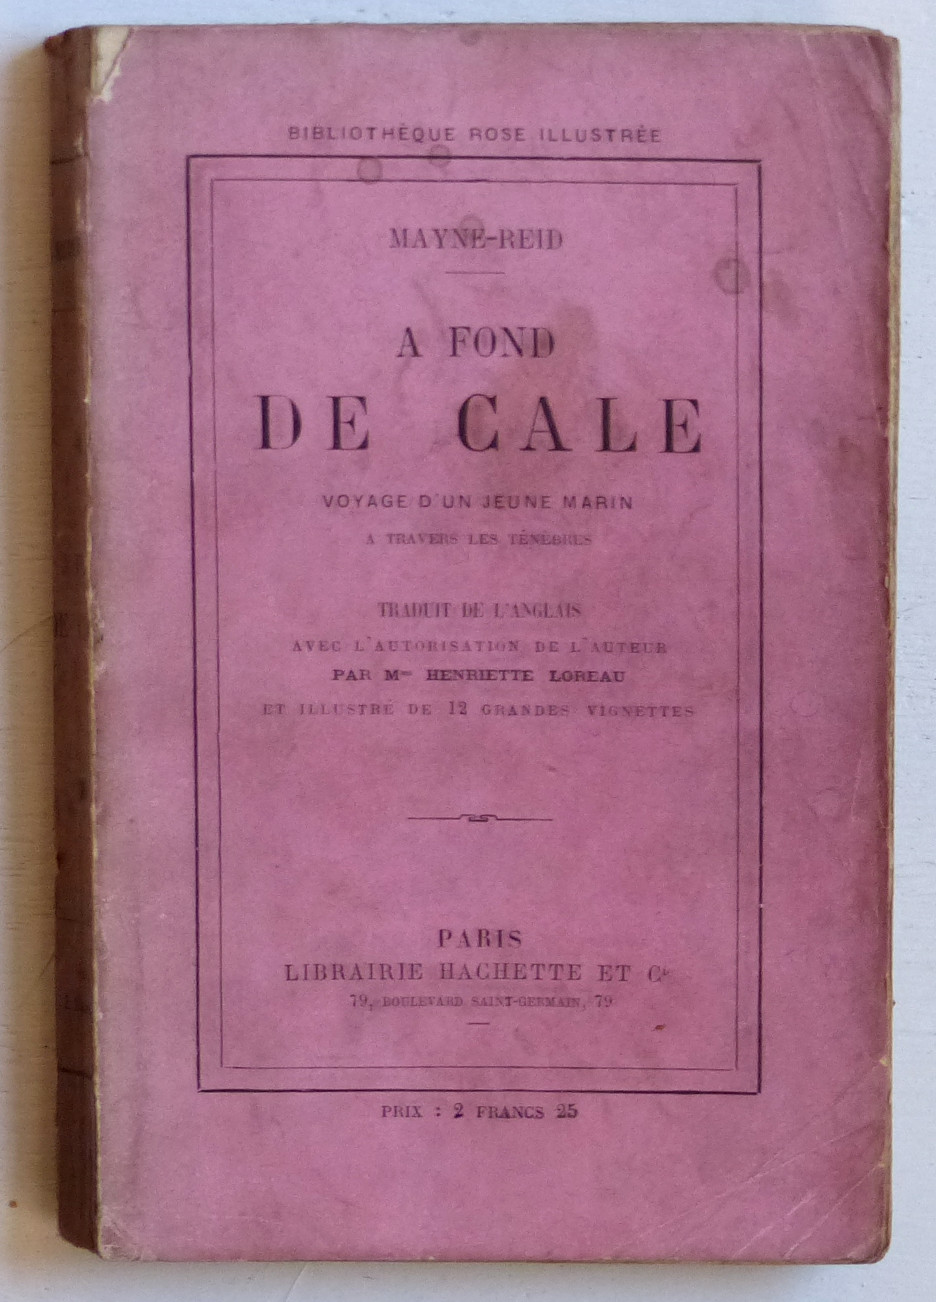 BIBLIOTHÈQUE ROSE ILLUSTRÉE
MAYNE-REID
A FOND
DE CALE
VOYAGE D'UN JEUNE MARIN
A TRAVERS LES TÉNÈBRES
TRADUIT DE L'ANGLAIS
AVEC L'AUTORISATION DE L'AUTEUR
PAR Mme HENRIETTE LOREAU
ET ILLUSTRÉ DE 12 GRANDES VIGNETTES
PARIS
LIBRAIRIE HACHETTE ET Cie
79, BOULEVARD SAINT-GERMAIN, 79
PRIX : 2 FRANCS 25